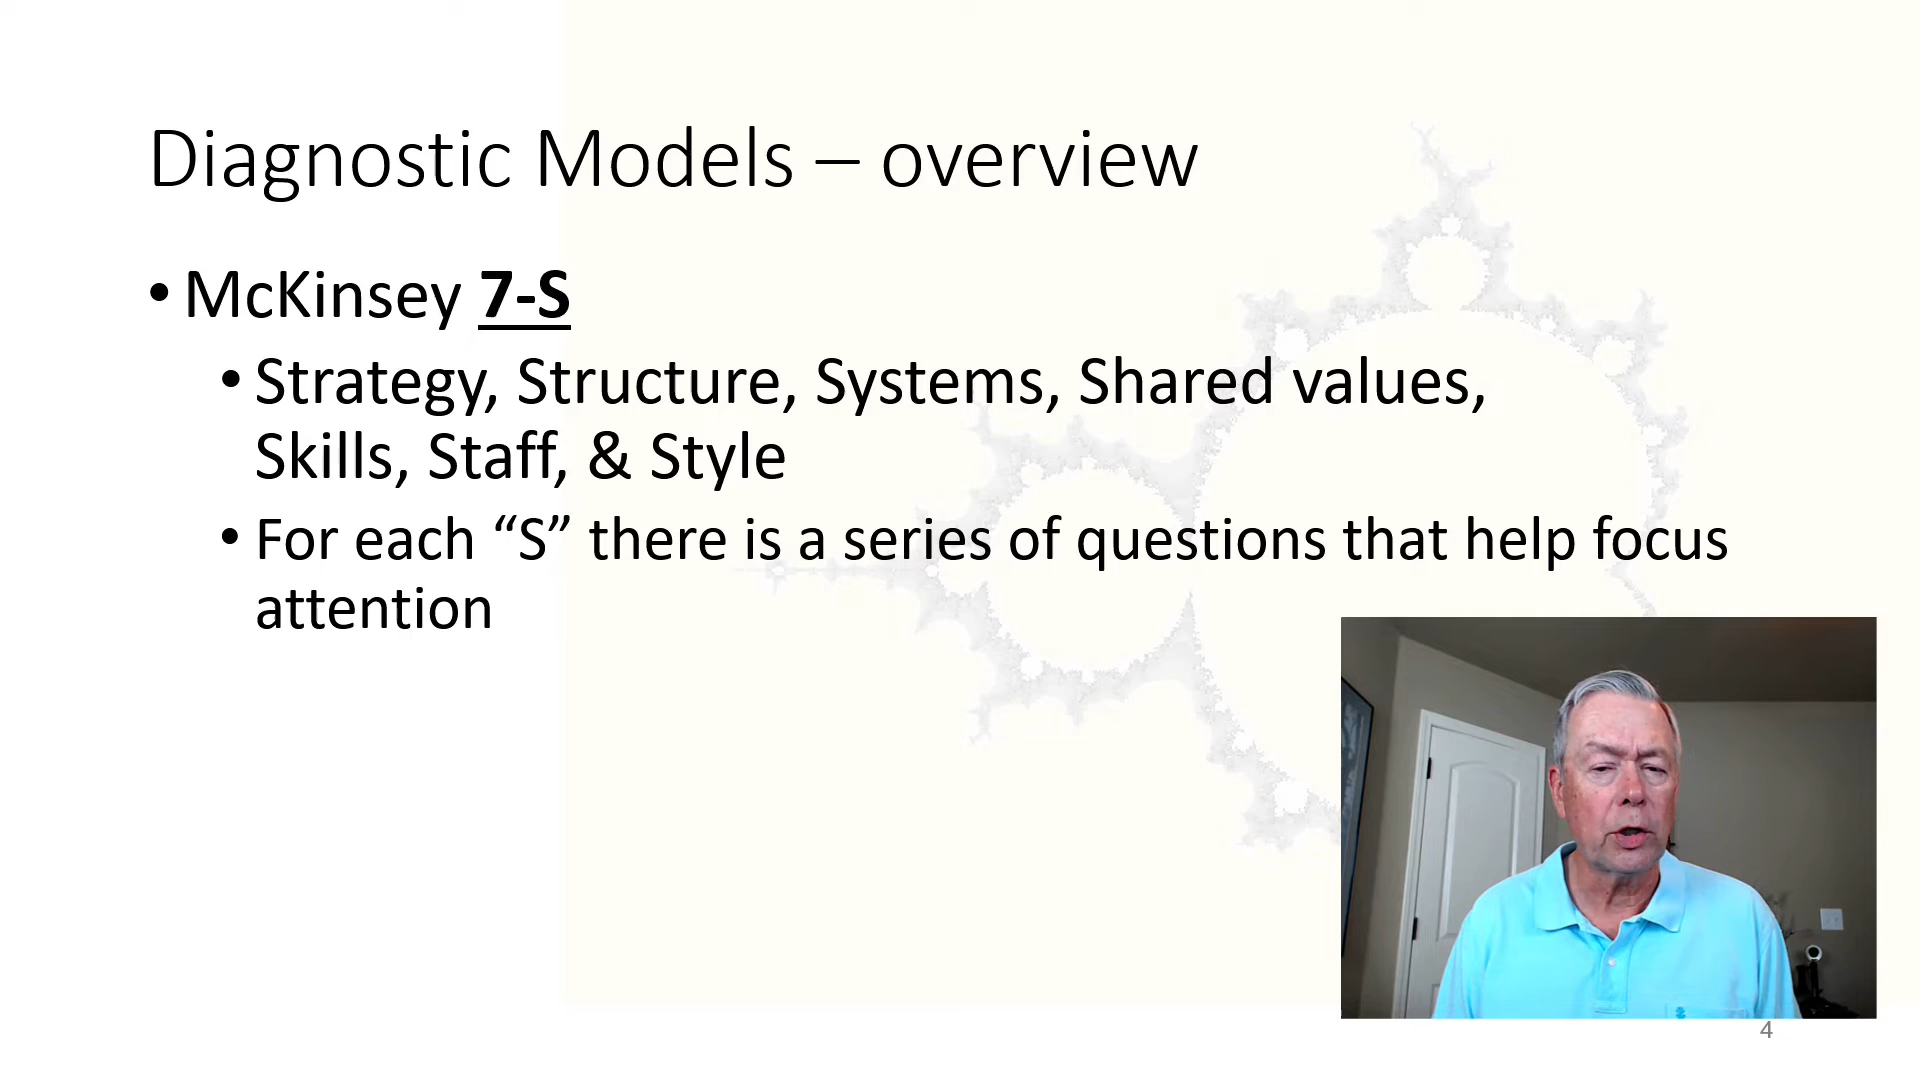 Diagnostic Models – overview
• McKinsey 7-S
• Strategy, Structure, Systems, Shared values,
Skills, Staff, & Style
• For each “S” there is a series of questions that help focus
attention
4